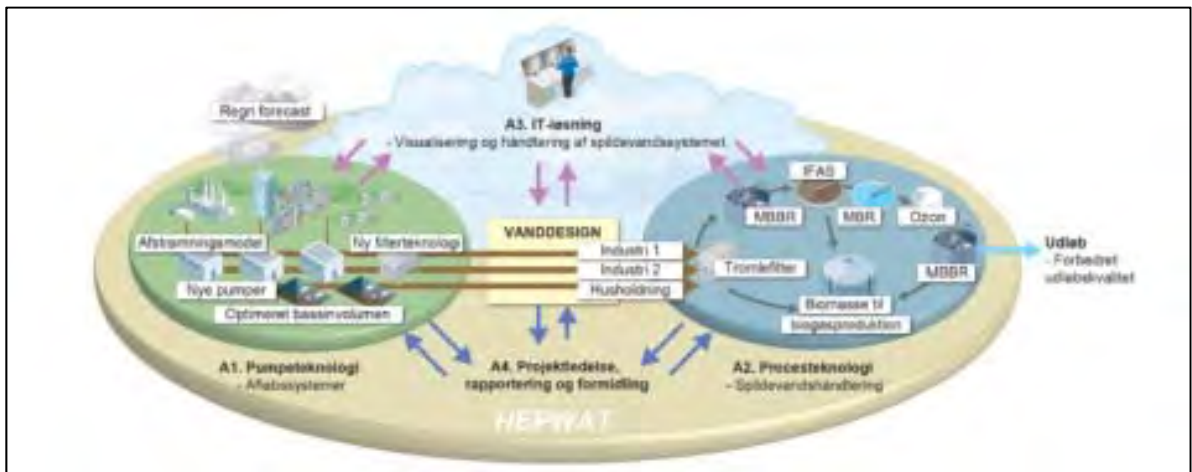 Regn forecast
A3. IT-løsning
- Visualisering og håndtering af spildevandssystemet
IFAS
MBBR
MBR
Ozon
Afstrømningsmodel
Ny filterteknologi
VANDDESIGN
Industri 1
Industri 2
Husholdning
Tromlefilter
MBBR
Udløb
- Forbedret
udløbskvalitet
Nye pumper
Optimeret bassinvolumen
Biomasse til
biogasproduktion
A1. Pumpeteknologi
- Afløbssystemer
A4. Projektledelse,
rapportering og formidling
A2. Procesteknologi
- Spildevandshåndtering
HEPWAT